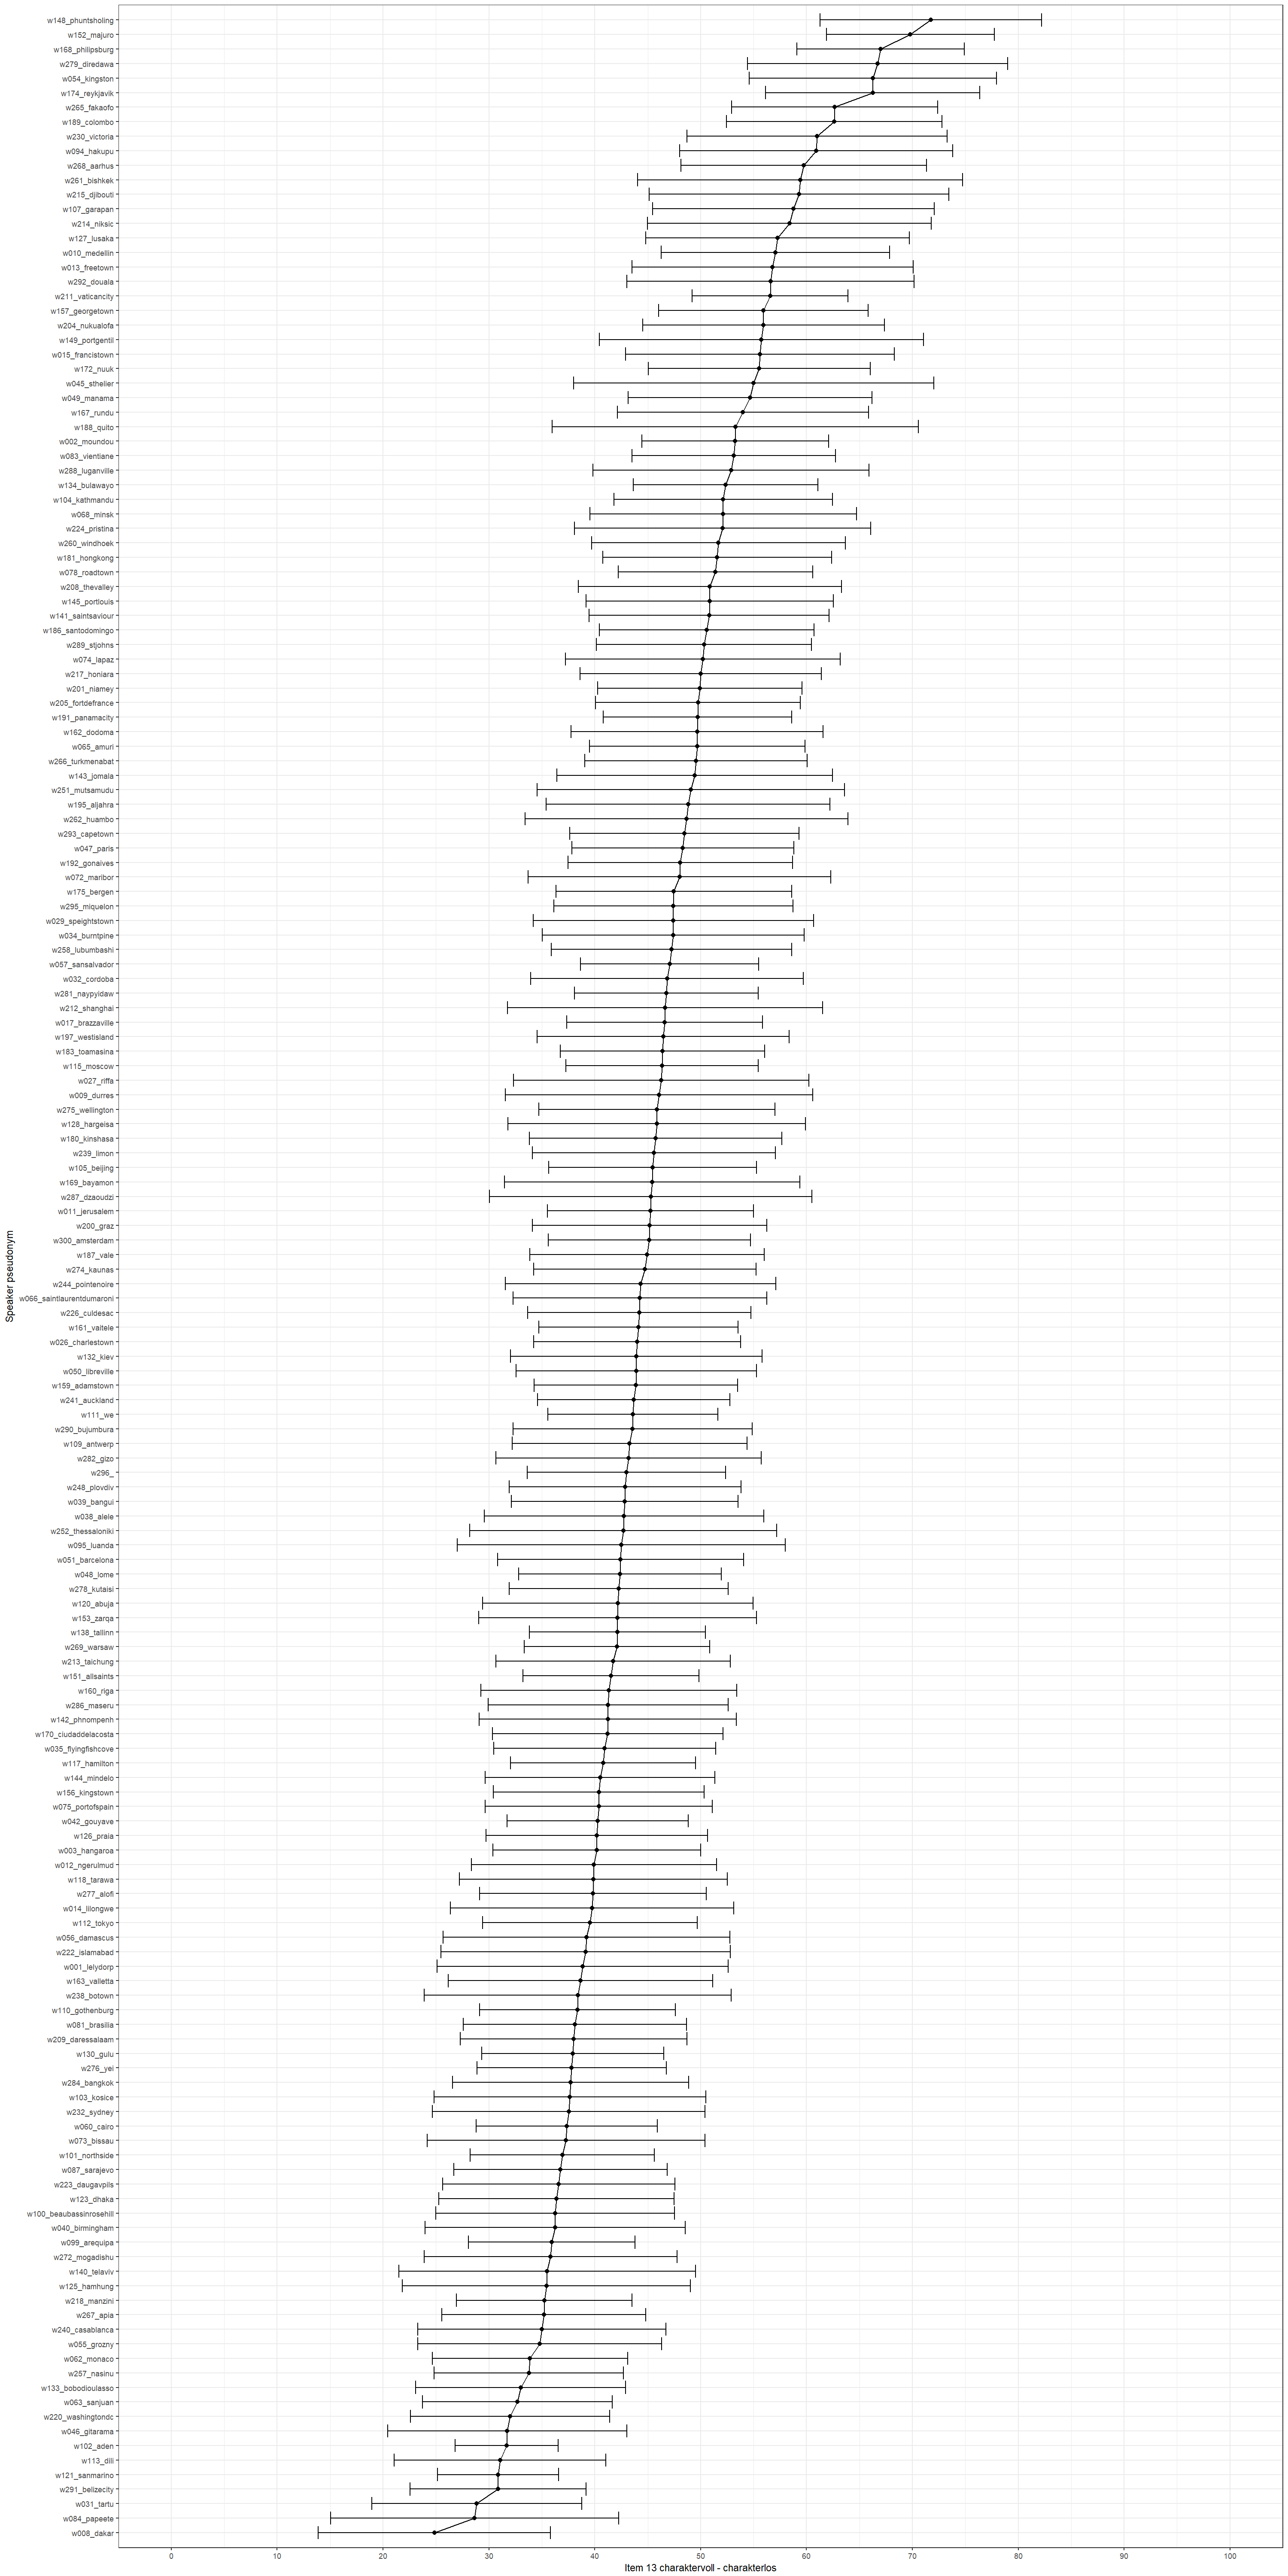 w148_phuntsholing
w152_majuro
w168_philipsburg
w279_diredawa
w054_kingston
w174_reykjavik
w265_fakaofo
w189_colombo
w230_victoria
w094_hakupu
w268_aarhus
w261_bishkek
w215_djibouti
w107_garapan
w214_niksic
w127_lusaka
w010_medellin
w013_freetown
w292_douala
w211_vaticancity
w157_georgetown
w204_nukualofa
w149_portgentil
w015_francistown
w172_nuuk
w045_sthelier
w049_manama
w167_rundu
w188_quito
w002_moundou
w083_vientiane
w288_luganville
w134_bulawayo
w104_kathmandu
w068_minsk
w224_pristina
w260_windhoek
w181_hongkong
w078_roadtown
w208_thevalley
w145_portlouis
w141_saintsaviour
w186_santodomingo
w289_stjohns
w074_lapaz
w217_honiara
w201_niamey
w205_fortdefrance
w191_panamacity
w162_dodoma
w065_amuri
w266_turkmenabat
w143_jomala
w251_mutsamudu
w195_aljahra
w262_huambo
w293_capetown
w047_paris
w192_gonaives
w072_maribor
w175_bergen
w295_miquelon
w029_speightstown
w034_burntpine
w258_lubumbashi
w057_sansalvador
w032_cordoba
w281_naypyidaw
w212_shanghai
w017_brazzaville
w197_westisland
w183_toamasina
w115_moscow
w027_riffa
w009_durres
w275_wellington
w128_hargeisa
w180_kinshasa
w239_limon
w105_beijing
w169_bayamon
w287_dzaoudzi
w011_jerusalem
w200_graz
w300_amsterdam
w187_vale
w274_kaunas
w244_pointenoire
w066_saintlaurentdumaroni
w226_culdesac
w161_vaitele
w026_charlestown
w132_kiev
w050_libreville
w159_adamstown
w241_auckland
w111_we
w290_bujumbura
w109_antwerp
w282_gizo
w296_
w248_plovdiv
w039_bangui
w038_alele
w252_thessaloniki
w095_luanda
w051_barcelona
w048_lome
w278_kutaisi
w120_abuja
w153_zarqa
w138_tallinn
w269_warsaw
w213_taichung
w151_allsaints
w160_riga
w286_maseru
w142_phnompenh
w170_ciudaddelacosta
w035_flyingfishcove
w117_hamilton
w144_mindelo
w156_kingstown
w075_portofspain
w042_gouyave
w126_praia
w003_hangaroa
w012_ngerulmud
w118_tarawa
w277_alofi
w014_lilongwe
w112_tokyo
w056_damascus
w222_islamabad
w001_lelydorp
w163_valletta
w238_botown
w110_gothenburg
w081_brasilia
w209_daressalaam
w130_gulu
w276_yei
w284_bangkok
w103_kosice
w232_sydney
w060_cairo
w073_bissau
w101_northside
w087_sarajevo
w223_daugavpils
w123_dhaka
w100_beaubassinrosehill
w040_birmingham
w099_arequipa
w272_mogadishu
w140_telaviv
w125_hamhung
w218_manzini
w267_apia
w240_casablanca
w055_grozny
w062_monaco
w257_nasinu
w133_bobodioulasso
w063_sanjuan
w220_washingtondc
w046_gitarama
w102_aden
w113_dili
w121_sanmarino
w291_belizecity
w031_tartu
w084_papeete
w008_dakar
Speaker pseudonym
0 10 20 30 40 50 60 70 80 90 100
Item 13 charaktervoll - charakterlos